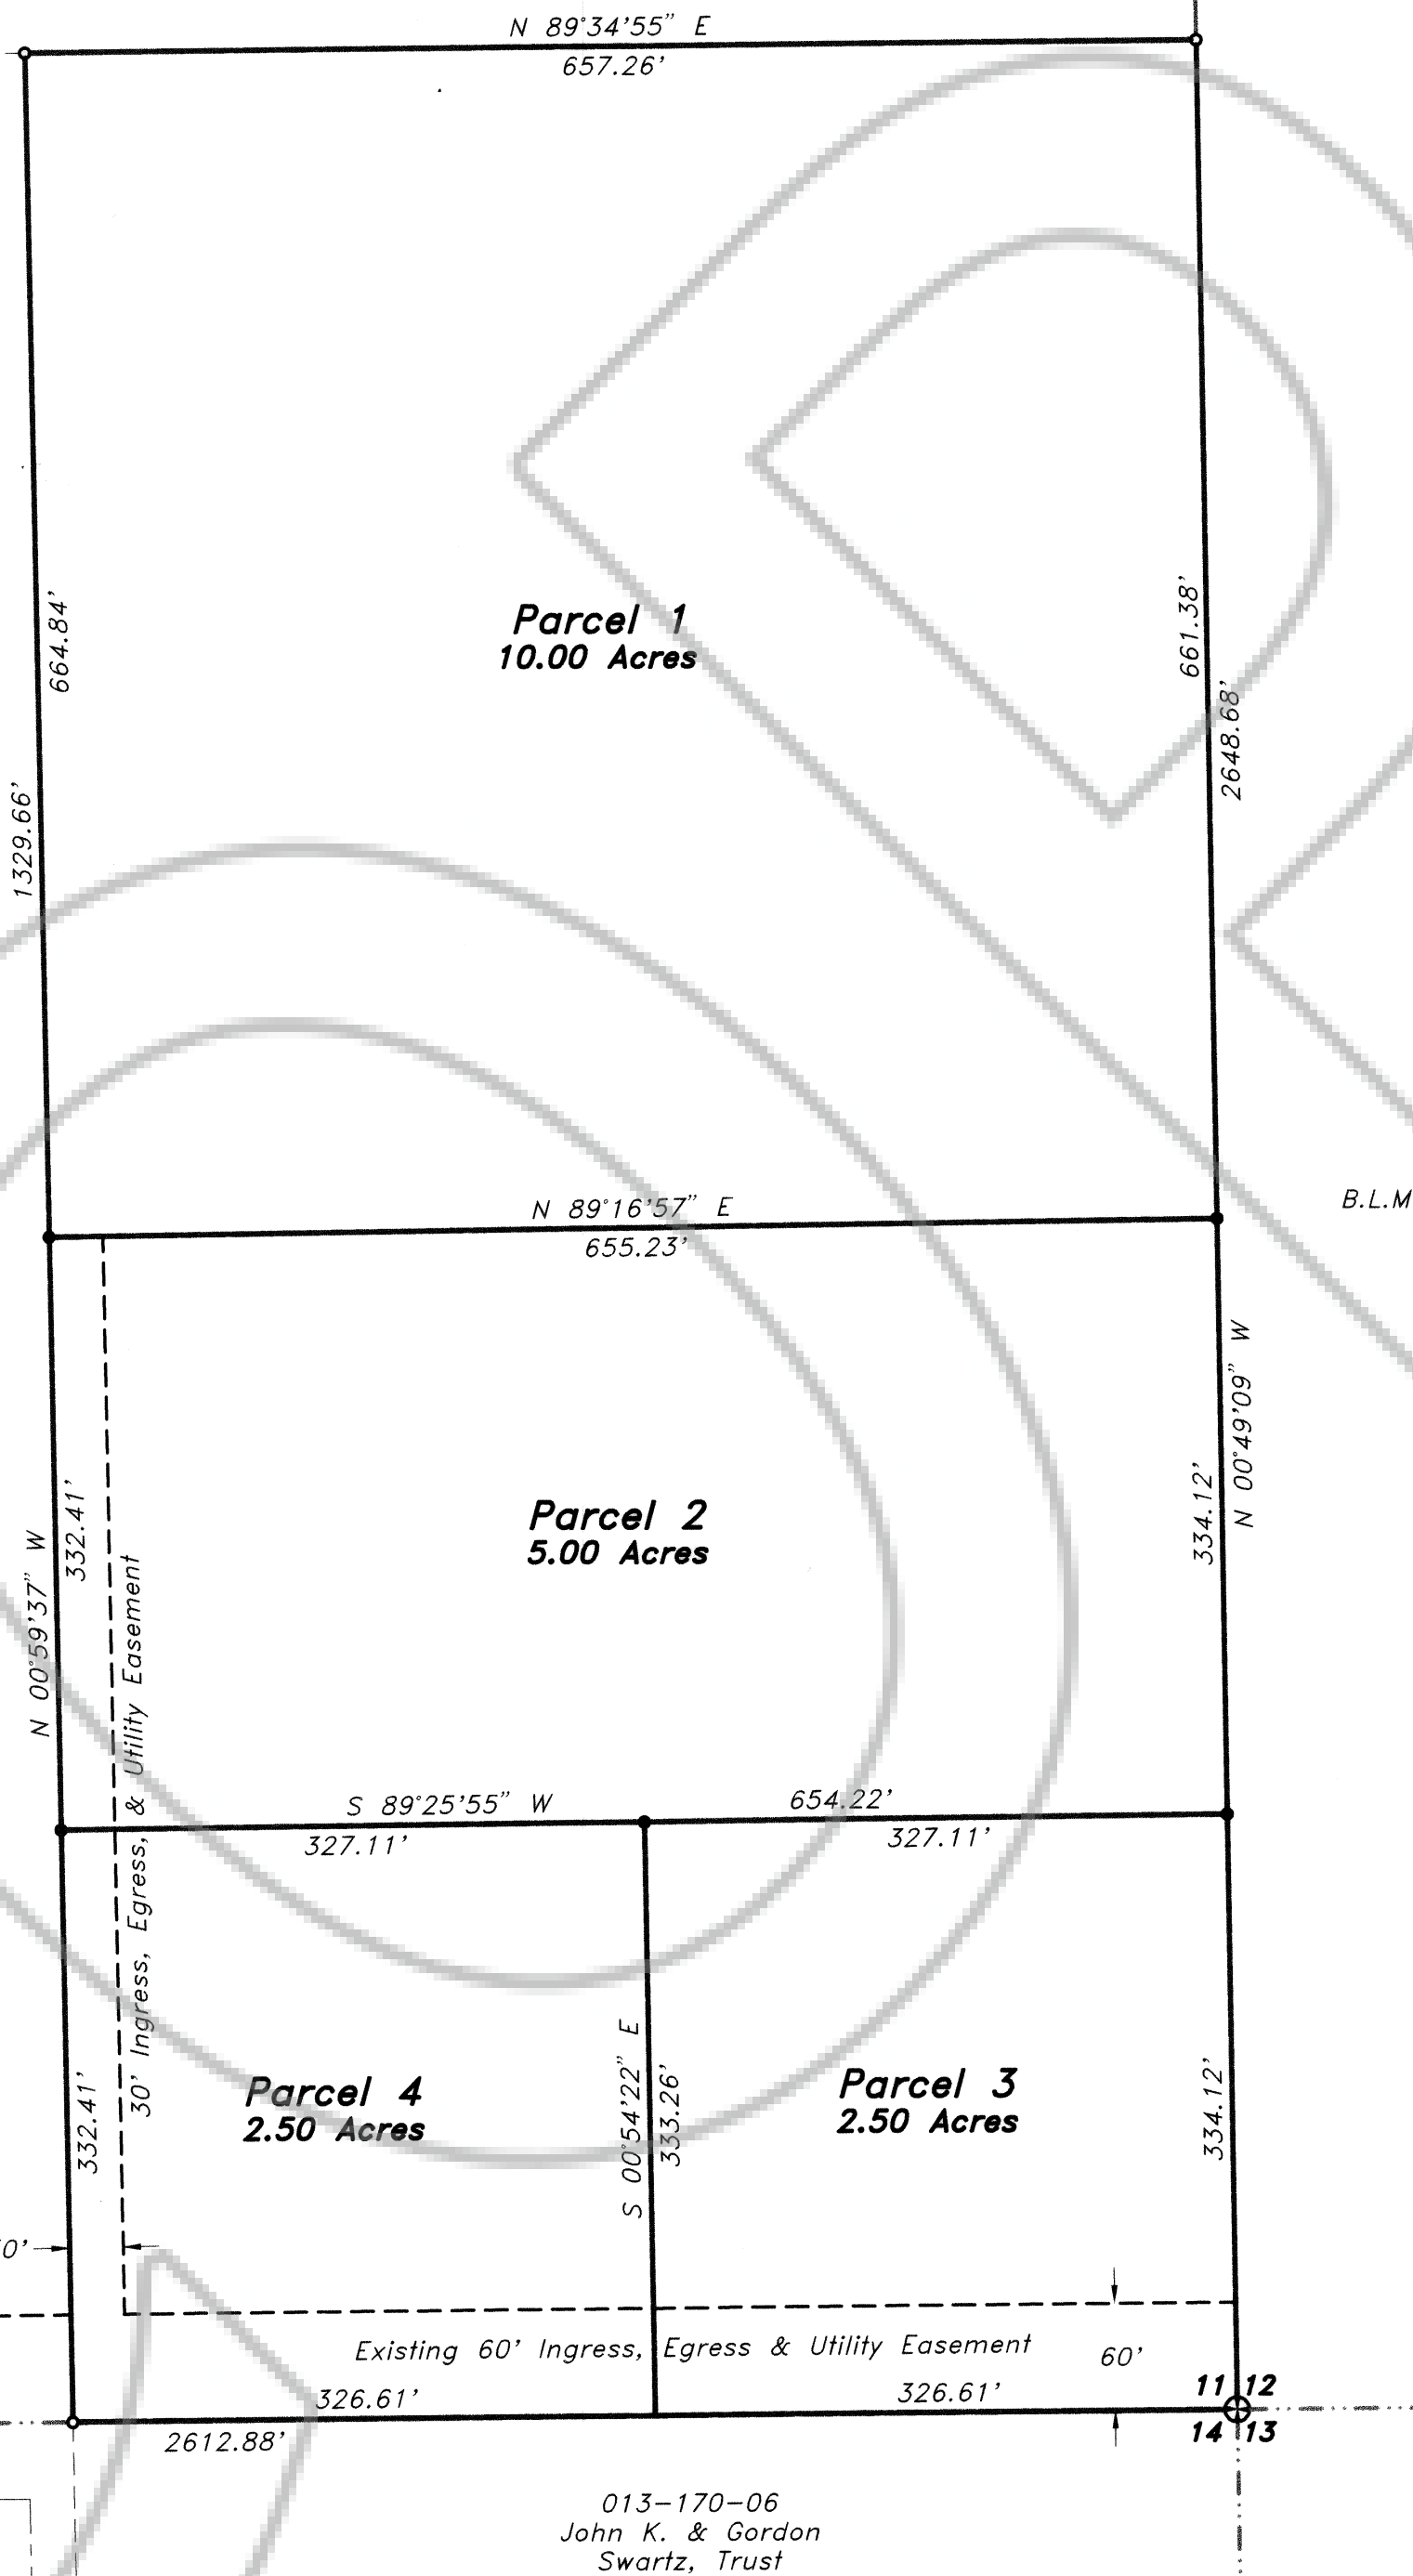 N 89°34'55" E
657.26'
Parcel 1
10.00 Acres
664.84'
1329.66'
661.38'
2648.68'
B.L.M
N 89°16'57" E
655.23'
N 00°49'09" W
334.12'
332.41'
N 00°59'37" W
30' Ingress, Egress, & Utility Easement
Parcel 2
5.00 Acres
S 89°25'55" W
654.22'
327.11'
327.11'
S 00°54'22" E
333.26'
Parcel 4
2.50 Acres
Parcel 3
2.50 Acres
332.41'
334.12'
0'
Existing 60' Ingress, Egress & Utility Easement
60'
326.61'
326.61'
11 12
14 13
2612.88'
013-170-06
John K. & Gordon
Swartz, Trust